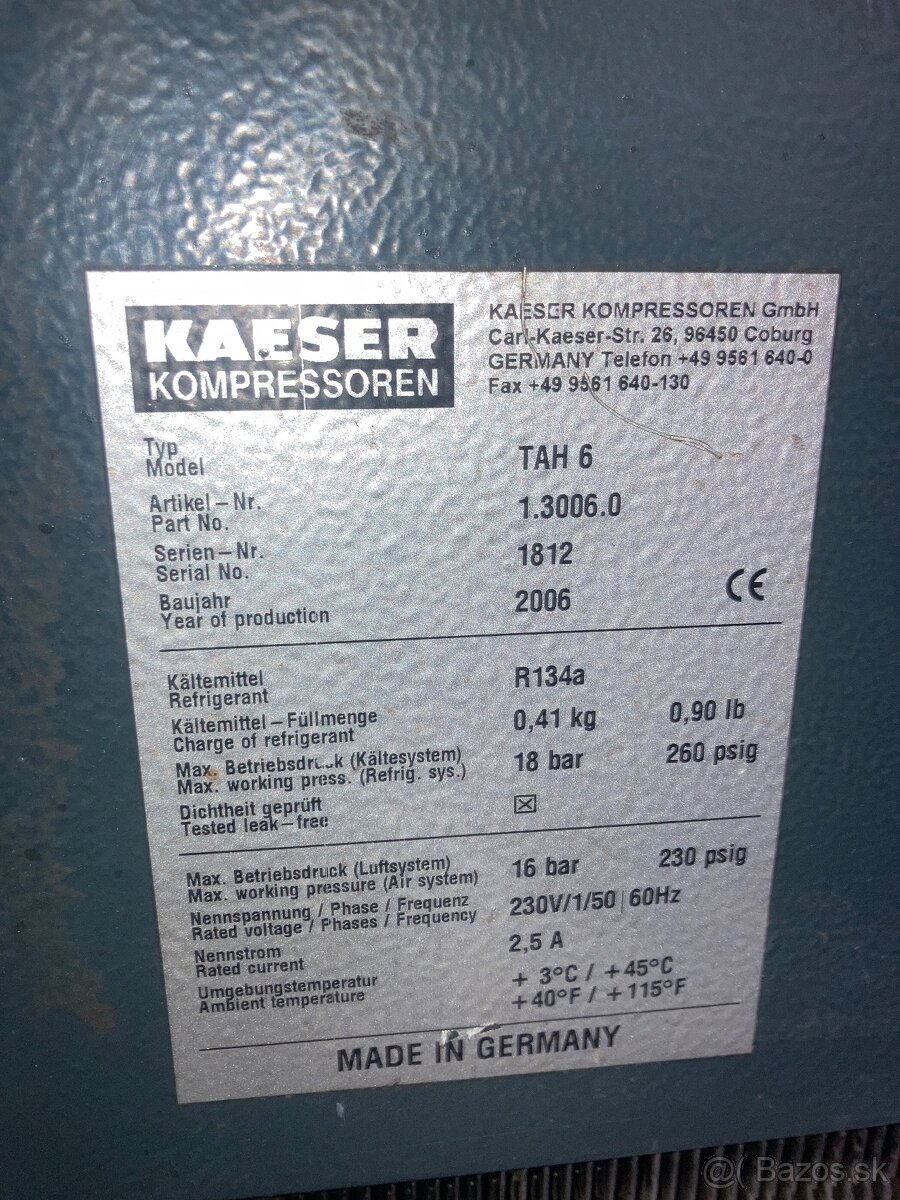 KAESER
KOMPRESSOREN
KAESER KOMPRESSOREN GmbH
Carl-Kaeser-Str. 26, 96450 Coburg
GERMANY Telefon +49 9561 640-0
Fax +49 9561 640-130
Typ
Model
TAH 6
Artikel-Nr.
Part No.
1.3006.0
Serien-Nr.
Serial No.
1812
Baujahr
Year of production
2006
CE
Kältemittel
Refrigerant
R134a
Kältemittel-Füllmenge
Charge of refrigerant
0,41 kg 0,90 lb
Max. Betriebsdruck (Kältesystem)
Max. working press. (Refrig. sys.)
18 bar 260 psig
Dichtheit geprüft
Tested leak-free
☒
Max. Betriebsdruck (Luftsystem)
Max. working pressure (Air system)
16 bar 230 psig
Nennspannung / Phase / Frequenz
Rated voltage / Phases / Frequency
230V/1/50|60Hz
Nennstrom
Rated current
2,5 A
Umgebungstemperatur
Ambient temperature
+ 3°C / +45°C
+40°F / +115°F
MADE IN GERMANY
@( Bazos.sk